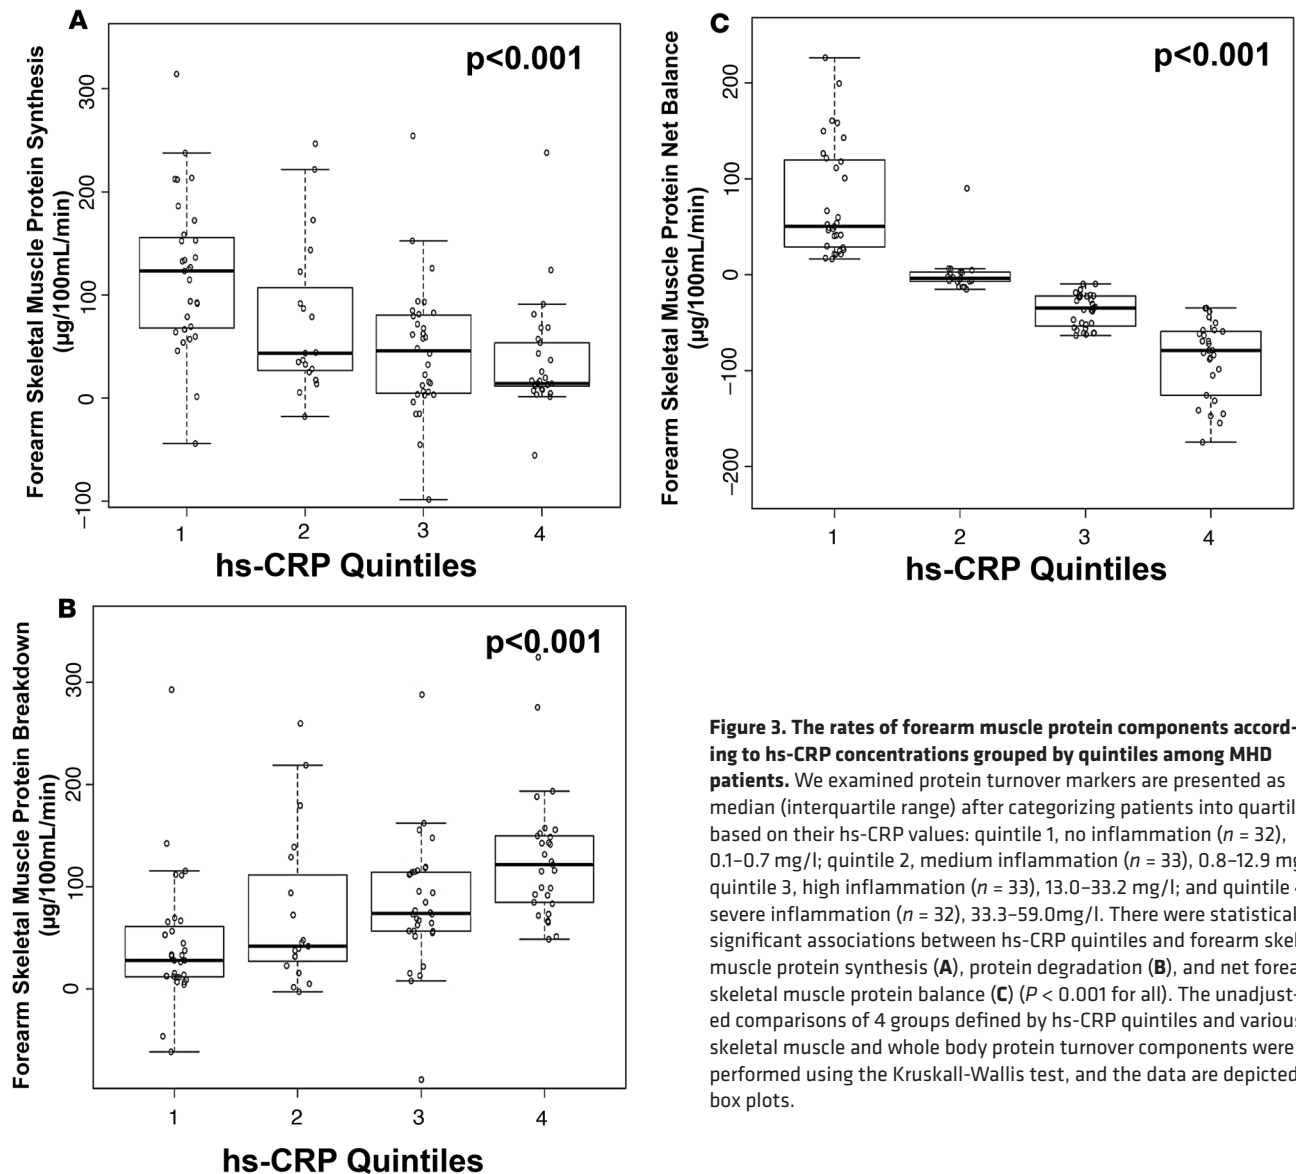 A
p<0.001
Forearm Skeletal Muscle Protein Synthesis
(µg/100mL/min)
300
200
100
0
−100
1 2 3 4
hs-CRP Quintiles
C
p<0.001
Forearm Skeletal Muscle Protein Net Balance
(µg/100mL/min)
200
100
0
−100
−200
1 2 3 4
hs-CRP Quintiles
B
p<0.001
Forearm Skeletal Muscle Protein Breakdown
(µg/100mL/min)
300
200
100
0
1 2 3 4
hs-CRP Quintiles
Figure 3. The rates of forearm muscle protein components accord-
ing to hs-CRP concentrations grouped by quintiles among MHD
patients. We examined protein turnover markers are presented as
median (interquartile range) after categorizing patients into quartil
based on their hs-CRP values: quintile 1, no inflammation (n = 32),
0.1–0.7 mg/l; quintile 2, medium inflammation (n = 33), 0.8–12.9 mg
quintile 3, high inflammation (n = 33), 13.0–33.2 mg/l; and quintile
severe inflammation (n = 32), 33.3–59.0mg/l. There were statistical
significant associations between hs-CRP quintiles and forearm skel
muscle protein synthesis (A), protein degradation (B), and net forea
skeletal muscle protein balance (C) (P < 0.001 for all). The unadjust-
ed comparisons of 4 groups defined by hs-CRP quintiles and various
skeletal muscle and whole body protein turnover components were
performed using the Kruskall-Wallis test, and the data are depicted
box plots.